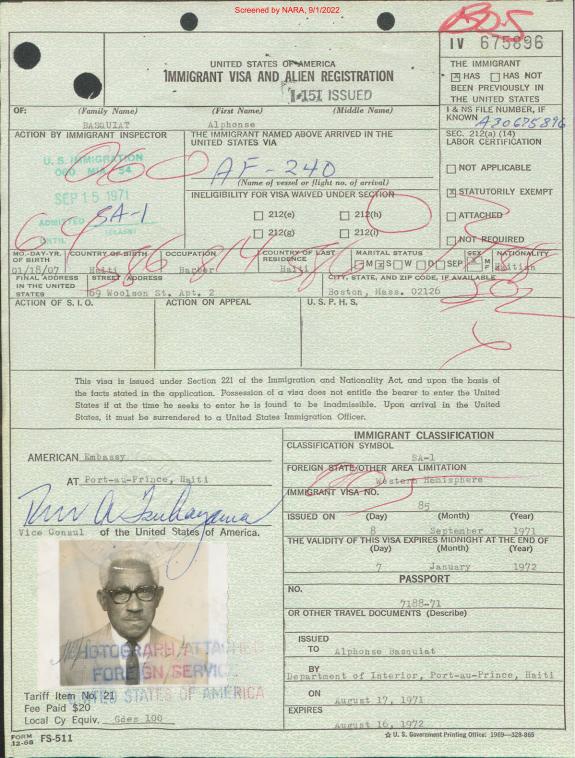 Screened by NARA, 9/1/2022
UNITED STATES OF AMERICA
IMMIGRANT VISA AND ALIEN REGISTRATION
I-151 ISSUED
IV 675896
THE IMMIGRANT
☒ HAS ☐ HAS NOT
BEEN PREVIOUSLY IN
THE UNITED STATES
I & NS FILE NUMBER, IF
KNOWN A30675896
OF: (Family Name) (First Name) (Middle Name)
BASQUIAT Alphonse
ACTION BY IMMIGRANT INSPECTOR
U. S. IMMIGRATION
SEP 15 1971
ADMITTED SA-1
(CLASS)
UNTIL
THE IMMIGRANT NAMED ABOVE ARRIVED IN THE
UNITED STATES VIA
AF-240
(Name of vessel or flight no. of arrival)
INELIGIBILITY FOR VISA WAIVED UNDER SECTION
☐ 212(e) ☐ 212(h)
☐ 212(g) ☐ 212(i)
SEC. 212(a) (14)
LABOR CERTIFICATION
☐ NOT APPLICABLE
☒ STATUTORILY EXEMPT
☐ ATTACHED
☐ NOT REQUIRED
MO.-DAY-YR. OF BIRTH
01/18/07
COUNTRY OF BIRTH
Haiti
OCCUPATION
Barber
COUNTRY OF LAST RESIDENCE
Haiti
MARITAL STATUS
☐ M ☒ S ☐ W ☐ D ☐ SEP
SEX
M
F
NATIONALITY
Haitian
FINAL ADDRESS IN THE UNITED STATES
STREET ADDRESS
69 Woolson St. Apt. 2
CITY, STATE, AND ZIP CODE, IF AVAILABLE
Boston, Mass. 02126
ACTION OF S. I. O.
ACTION ON APPEAL
U. S. P. H. S.
This visa is issued under Section 221 of the Immigration and Nationality Act, and upon the basis of
the facts stated in the application. Possession of a visa does not entitle the bearer to enter the United
States if at the time he seeks to enter he is found to be inadmissible. Upon arrival in the United
States, it must be surrendered to a United States Immigration Officer.
AMERICAN Embassy
AT Port-au-Prince, Haiti
Vice Consul of the United States of America.
PHOTOGRAPH ATTACHED
FOREIGN SERVICE
UNITED STATES OF AMERICA
Tariff Item No. 21
Fee Paid $20
Local Cy Equiv. Gdes 100
FORM
12-68 FS-511
IMMIGRANT CLASSIFICATION
CLASSIFICATION SYMBOL
SA-1
FOREIGN STATE/OTHER AREA LIMITATION
Western Hemisphere
IMMIGRANT VISA NO.
85
ISSUED ON (Day) (Month) (Year)
8 September 1971
THE VALIDITY OF THIS VISA EXPIRES MIDNIGHT AT THE END OF
(Day) (Month) (Year)
7 January 1972
PASSPORT
NO.
7188-71
OR OTHER TRAVEL DOCUMENTS (Describe)
ISSUED
TO Alphonse Basquiat
BY
Department of Interior, Port-au-Prince, Haiti
ON
August 17, 1971
EXPIRES
August 16, 1972
☆ U. S. Government Printing Office: 1969—328-865